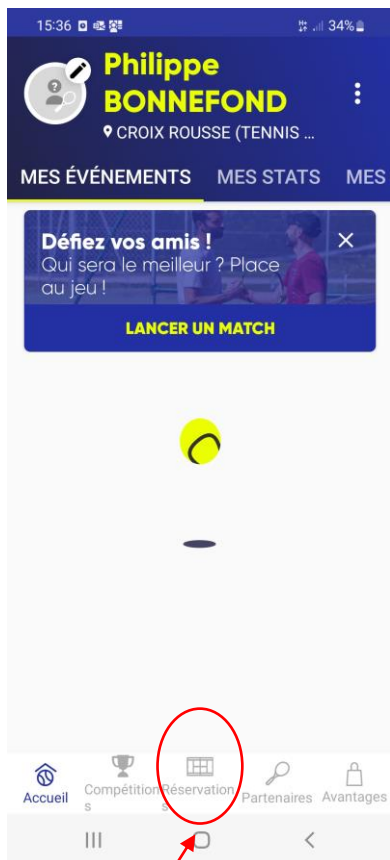 15:36 34%
Philippe
BONNEFOND
CROIX ROUSSE (TENNIS ...
MES ÉVÉNEMENTS MES STATS MES
Défiez vos amis !
Qui sera le meilleur ? Place
au jeu !
LANCER UN MATCH
Accueil Compétition Réservation Partenaires Avantages
s s